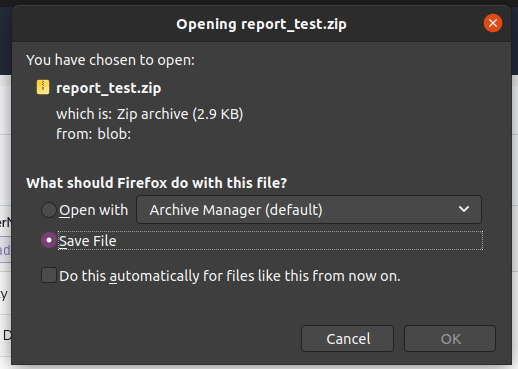 Opening report_test.zip
You have chosen to open:
report_test.zip
which is: Zip archive (2.9 KB)
from: blob:
What should Firefox do with this file?
Open with Archive Manager (default)
Save File
Do this automatically for files like this from now on.
Cancel OK